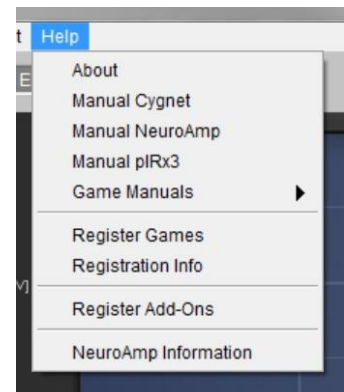 t Help
E
About
Manual Cygnet
Manual NeuroAmp
Manual pIRx3
Game Manuals
Register Games
Registration Info
V]
Register Add-Ons
NeuroAmp Information